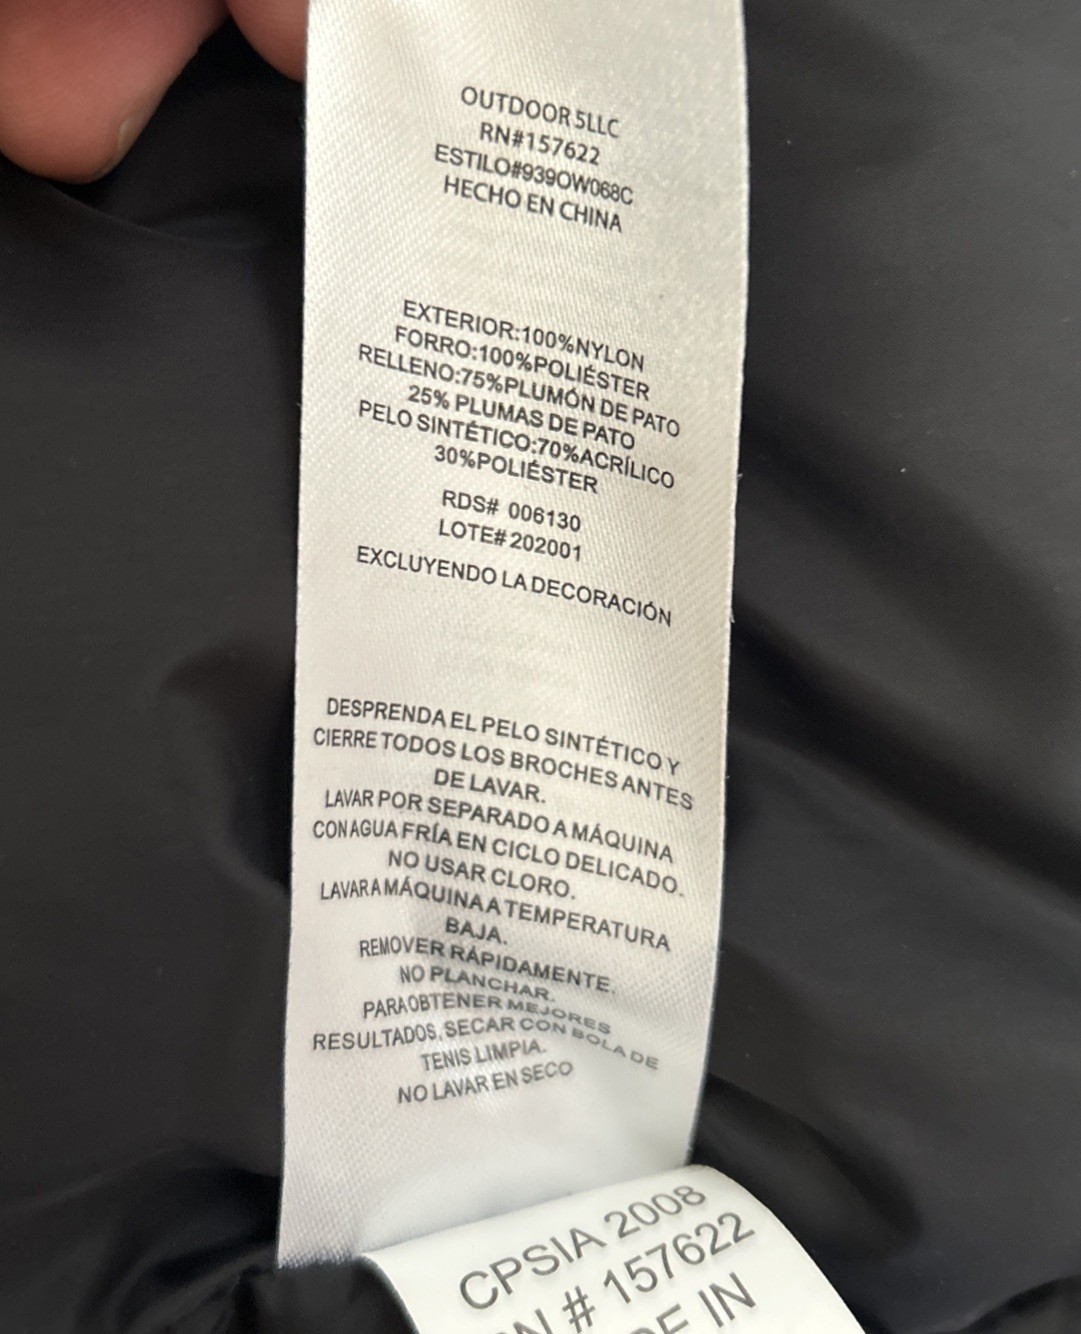 OUTDOOR 5LLC
RN#157622
ESTILO#939OW068C
HECHO EN CHINA
EXTERIOR:100%NYLON
FORRO:100%POLIÉSTER
RELLENO:75%PLUMÓN DE PATO
25% PLUMAS DE PATO
PELO SINTÉTICO:70%ACRÍLICO
30%POLIÉSTER
RDS# 006130
LOTE# 202001
EXCLUYENDO LA DECORACIÓN
DESPRENDA EL PELO SINTÉTICO Y
CIERRE TODOS LOS BROCHES ANTES
DE LAVAR.
LAVAR POR SEPARADO A MÁQUINA
CON AGUA FRÍA EN CICLO DELICADO.
NO USAR CLORO.
LAVAR A MÁQUINA A TEMPERATURA
BAJA.
REMOVER RÁPIDAMENTE.
NO PLANCHAR.
PARA OBTENER MEJORES
RESULTADOS, SECAR CON BOLA DE
TENIS LIMPIA.
NO LAVAR EN SECO
CPSIA 2008
# 157622
IN